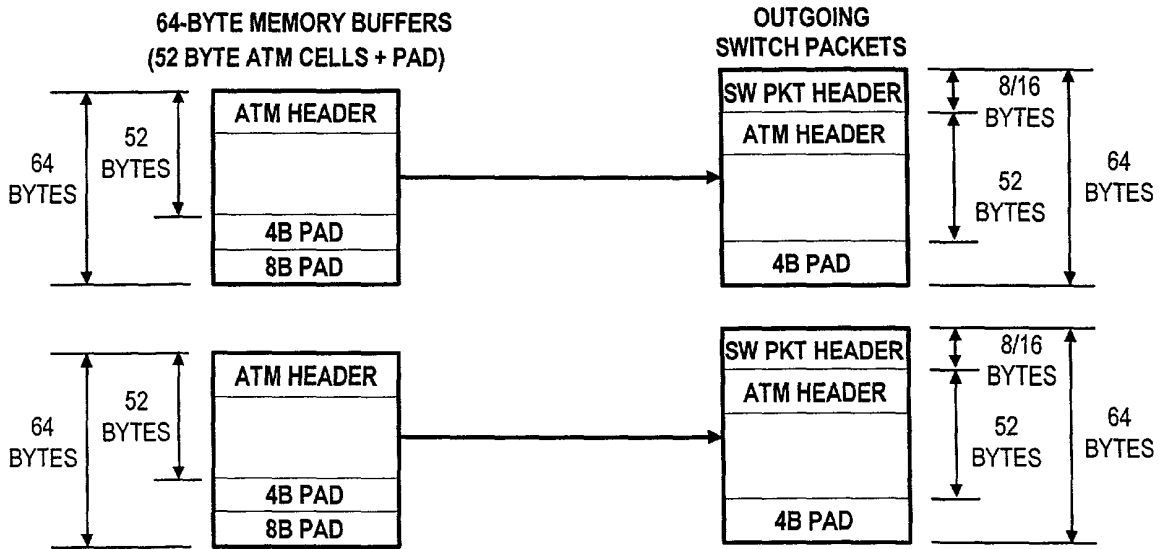 64-BYTE MEMORY BUFFERS
(52 BYTE ATM CELLS + PAD)
OUTGOING
SWITCH PACKETS
64
BYTES
52
BYTES
ATM HEADER
4B PAD
8B PAD
SW PKT HEADER
ATM HEADER
4B PAD
8/16
BYTES
52
BYTES
64
BYTES
64
BYTES
52
BYTES
ATM HEADER
4B PAD
8B PAD
SW PKT HEADER
ATM HEADER
4B PAD
8/16
BYTES
52
BYTES
64
BYTES